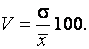 V = σ/x̄ 100.